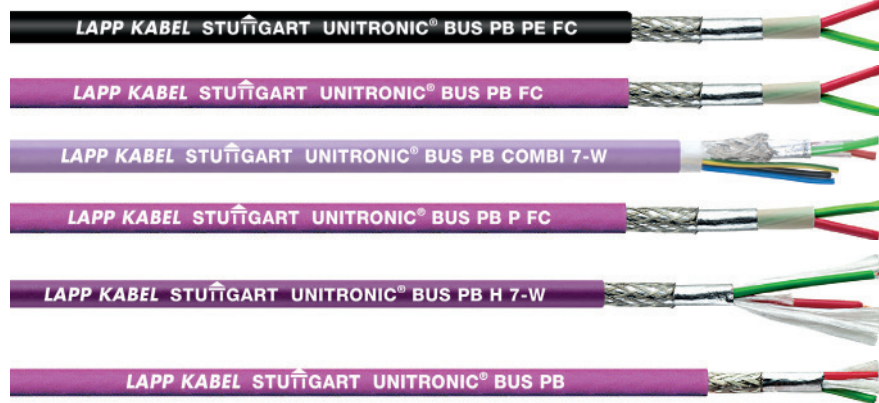 LAPP KABEL STUTTGART UNITRONIC® BUS PB PE FC
LAPP KABEL STUTTGART UNITRONIC® BUS PB FC
LAPP KABEL STUTTGART UNITRONIC® BUS PB COMBI 7-W
LAPP KABEL STUTTGART UNITRONIC® BUS PB P FC
LAPP KABEL STUTTGART UNITRONIC® BUS PB H 7-W
LAPP KABEL STUTTGART UNITRONIC® BUS PB